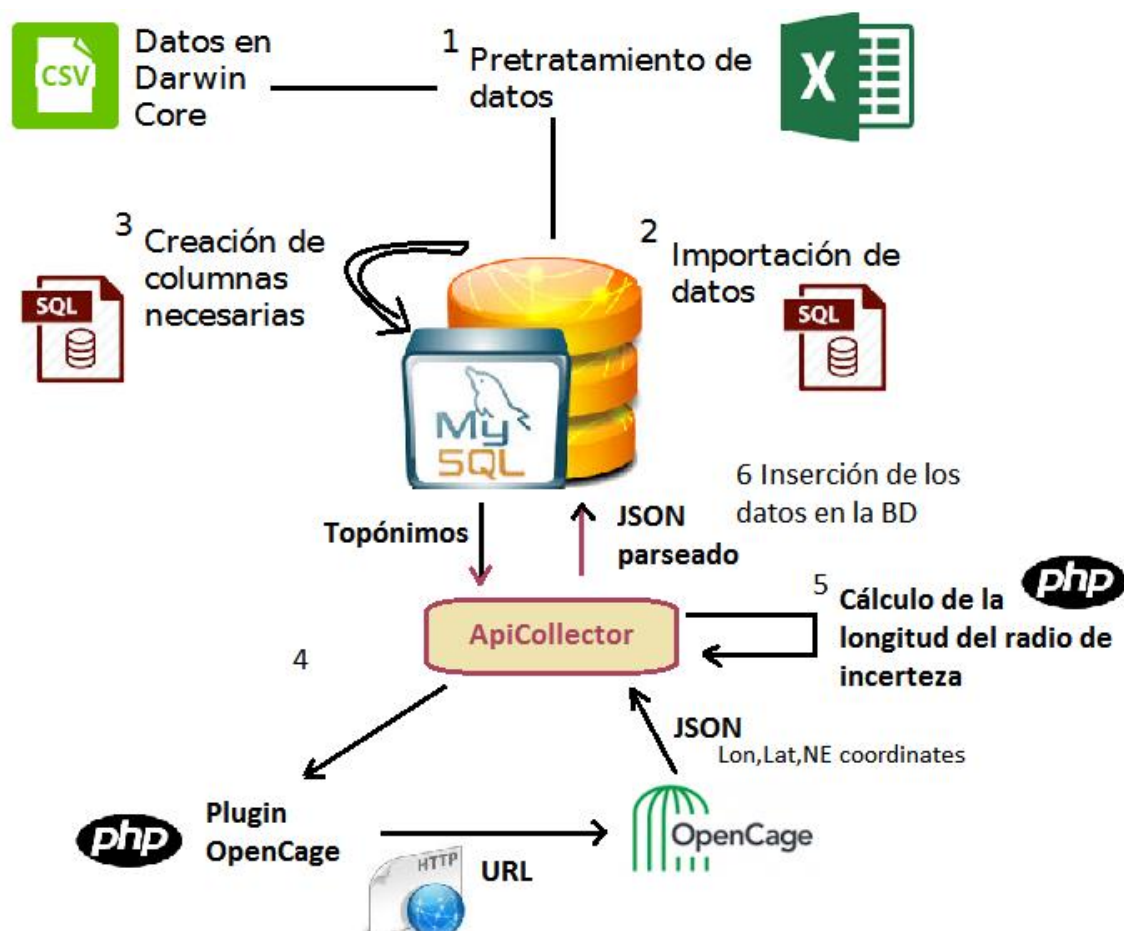 CSV
Datos en
Darwin
Core
1
Pretratamiento de
datos
X
3
Creación de
columnas
necesarias
SQL
2
Importación de
datos
SQL
My
SQL
6 Inserción de los
datos en la BD
Topónimos
JSON
parseado
ApiCollector
5
Cálculo de la
longitud del radio de
incerteza
php
4
JSON
Lon,Lat,NE coordinates
php
Plugin
OpenCage
HTTP
URL
OpenCage